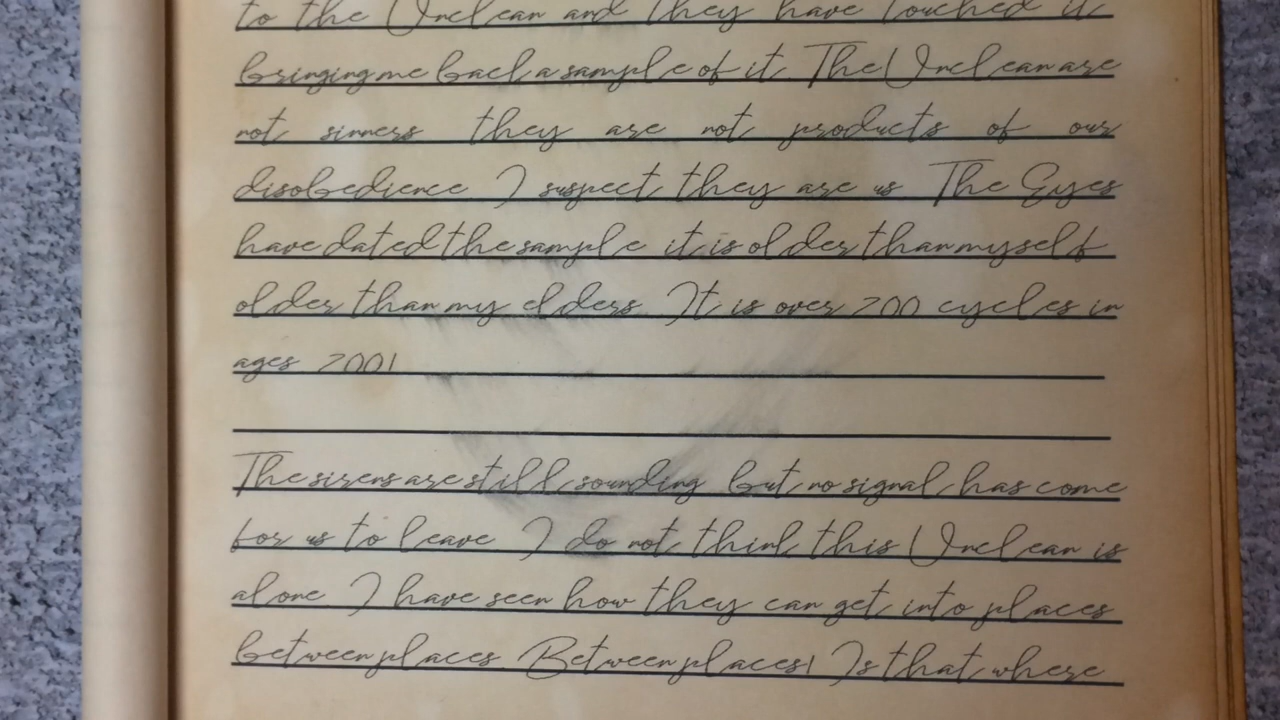 to the Unclean and they have touched it
bringing me back a sample of it The Unclean are
not sinners they are not products of our
disobedience I suspect they are us The Eyes
have dated the sample it is older than myself
older than my elders It is over 200 cycles in
ages 200!
The sirens are still sounding but no signal has come
for us to leave I do not think this Unclean is
alone I have seen how they can get into places
between places Between places! Is that where